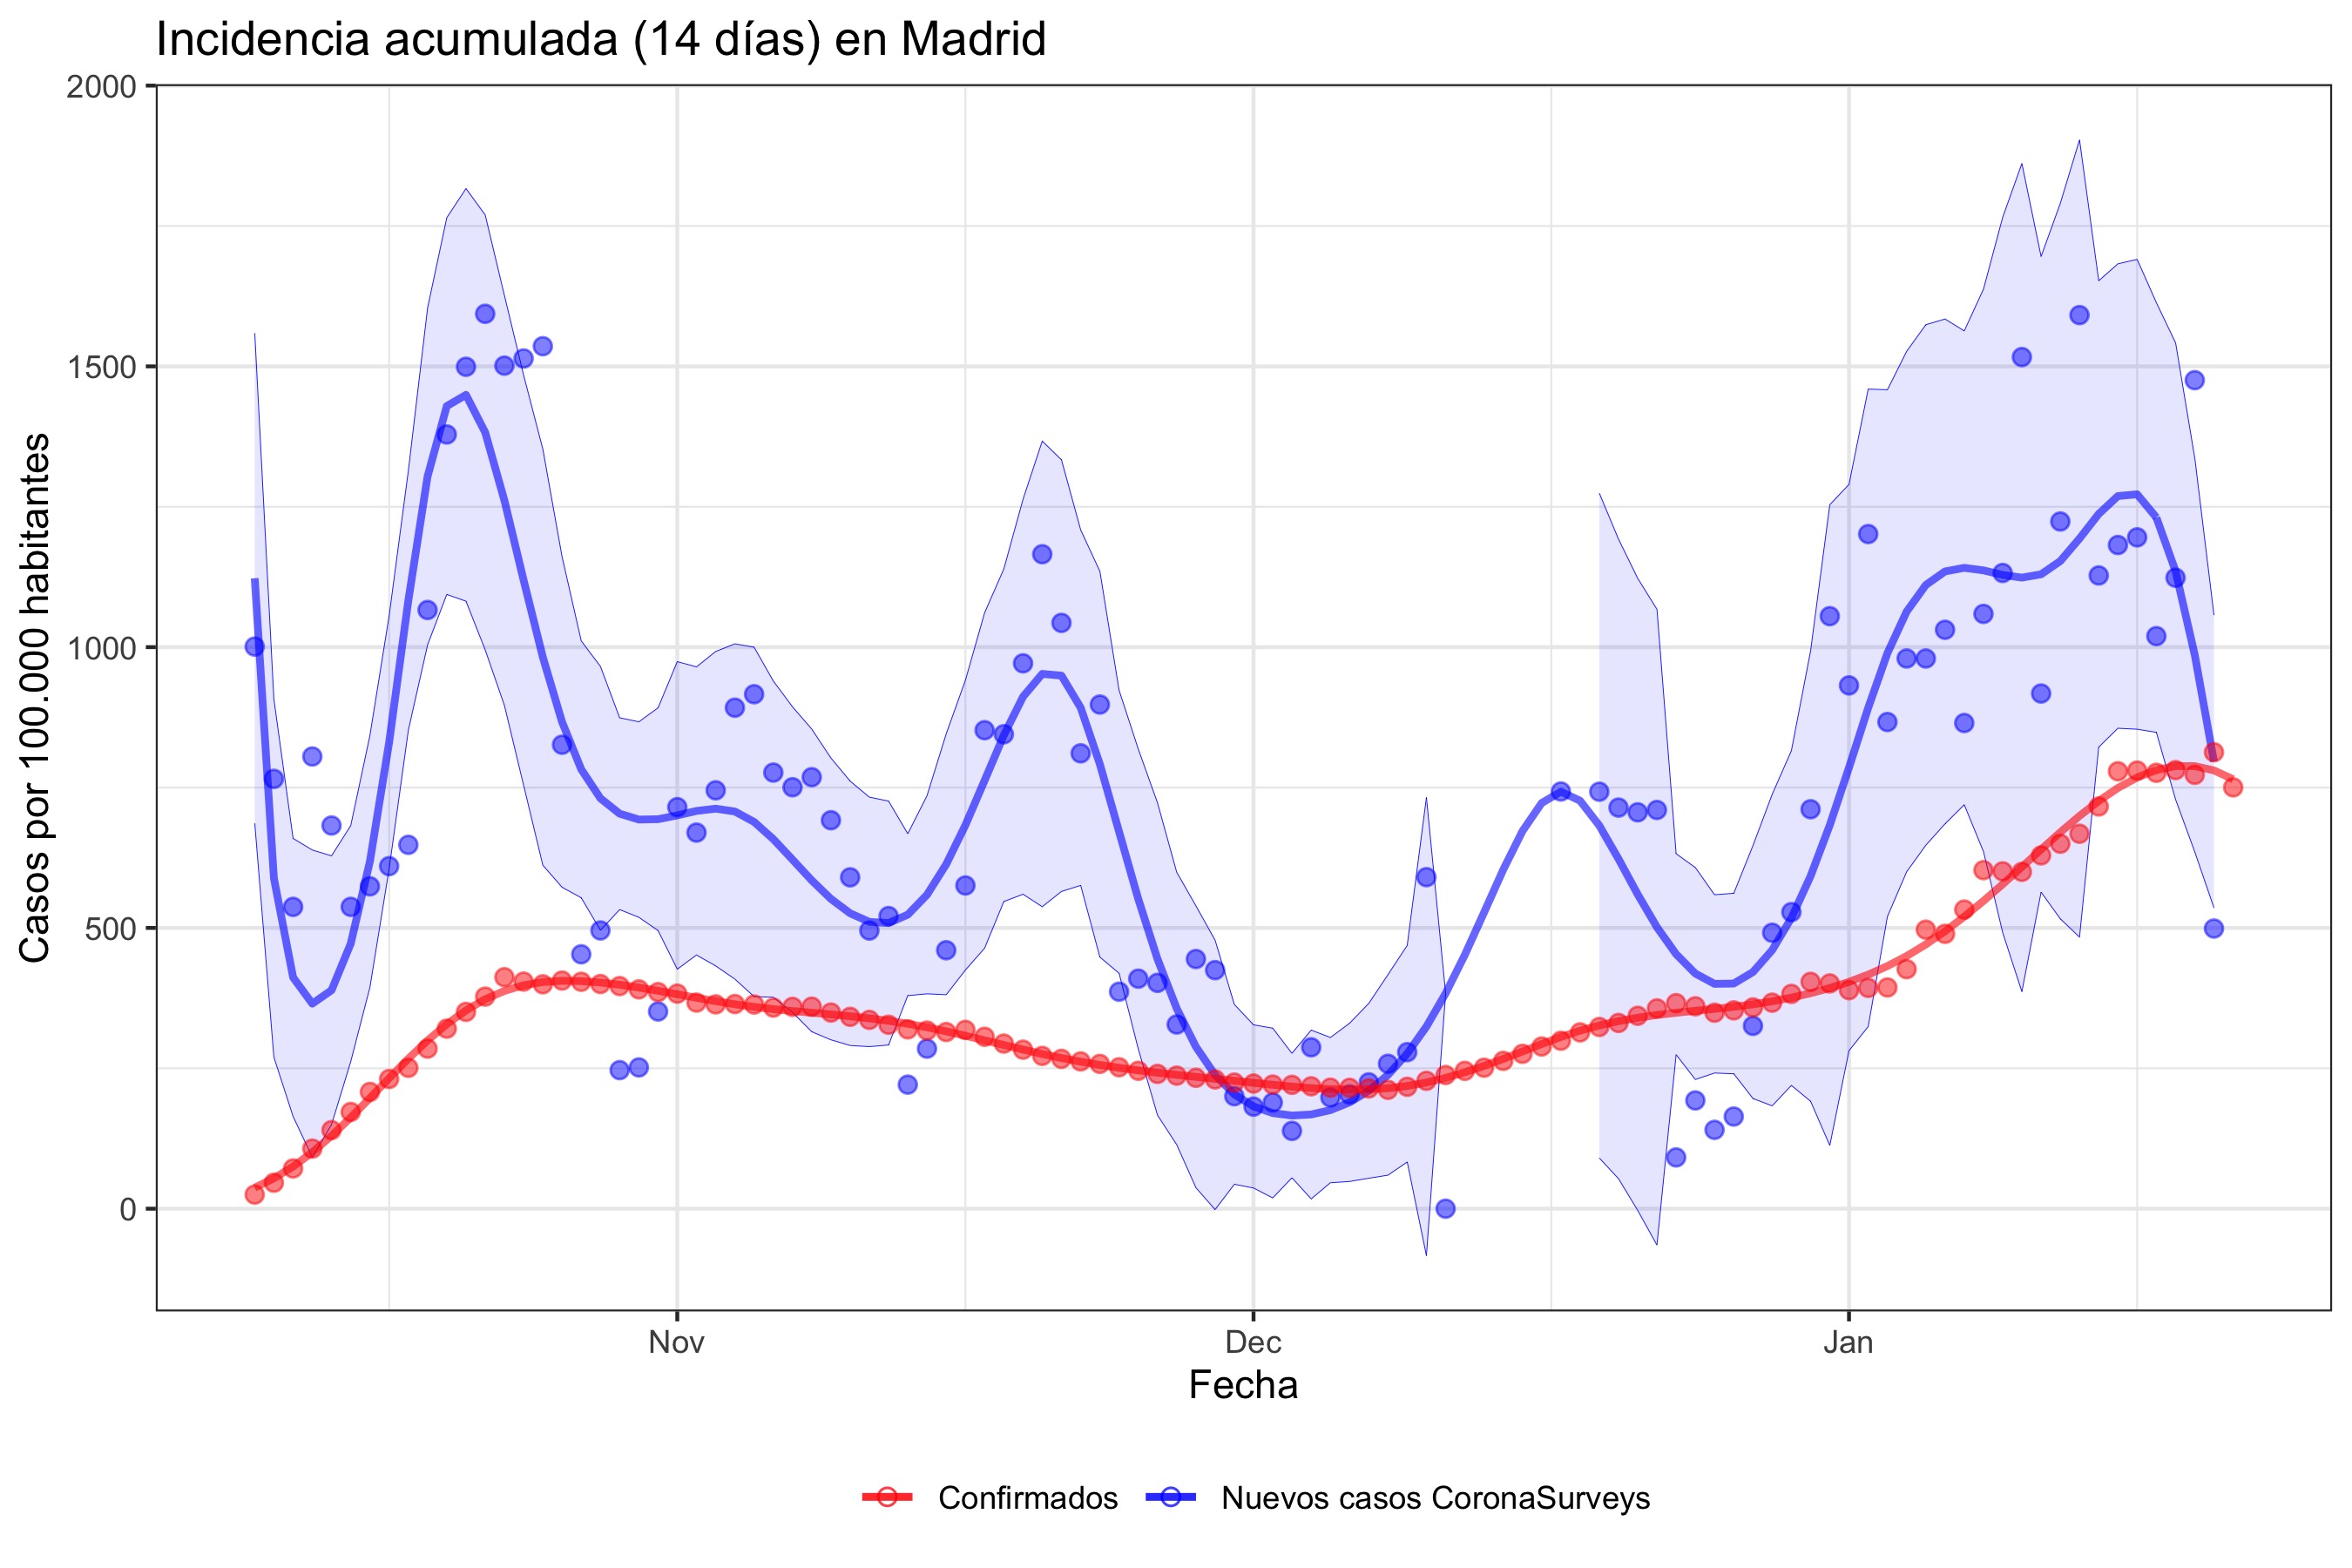 Incidencia acumulada (14 días) en Madrid
Casos por 100.000 habitantes
2000
1500
1000
500
0
Nov Dec Jan
Fecha
Confirmados Nuevos casos CoronaSurveys